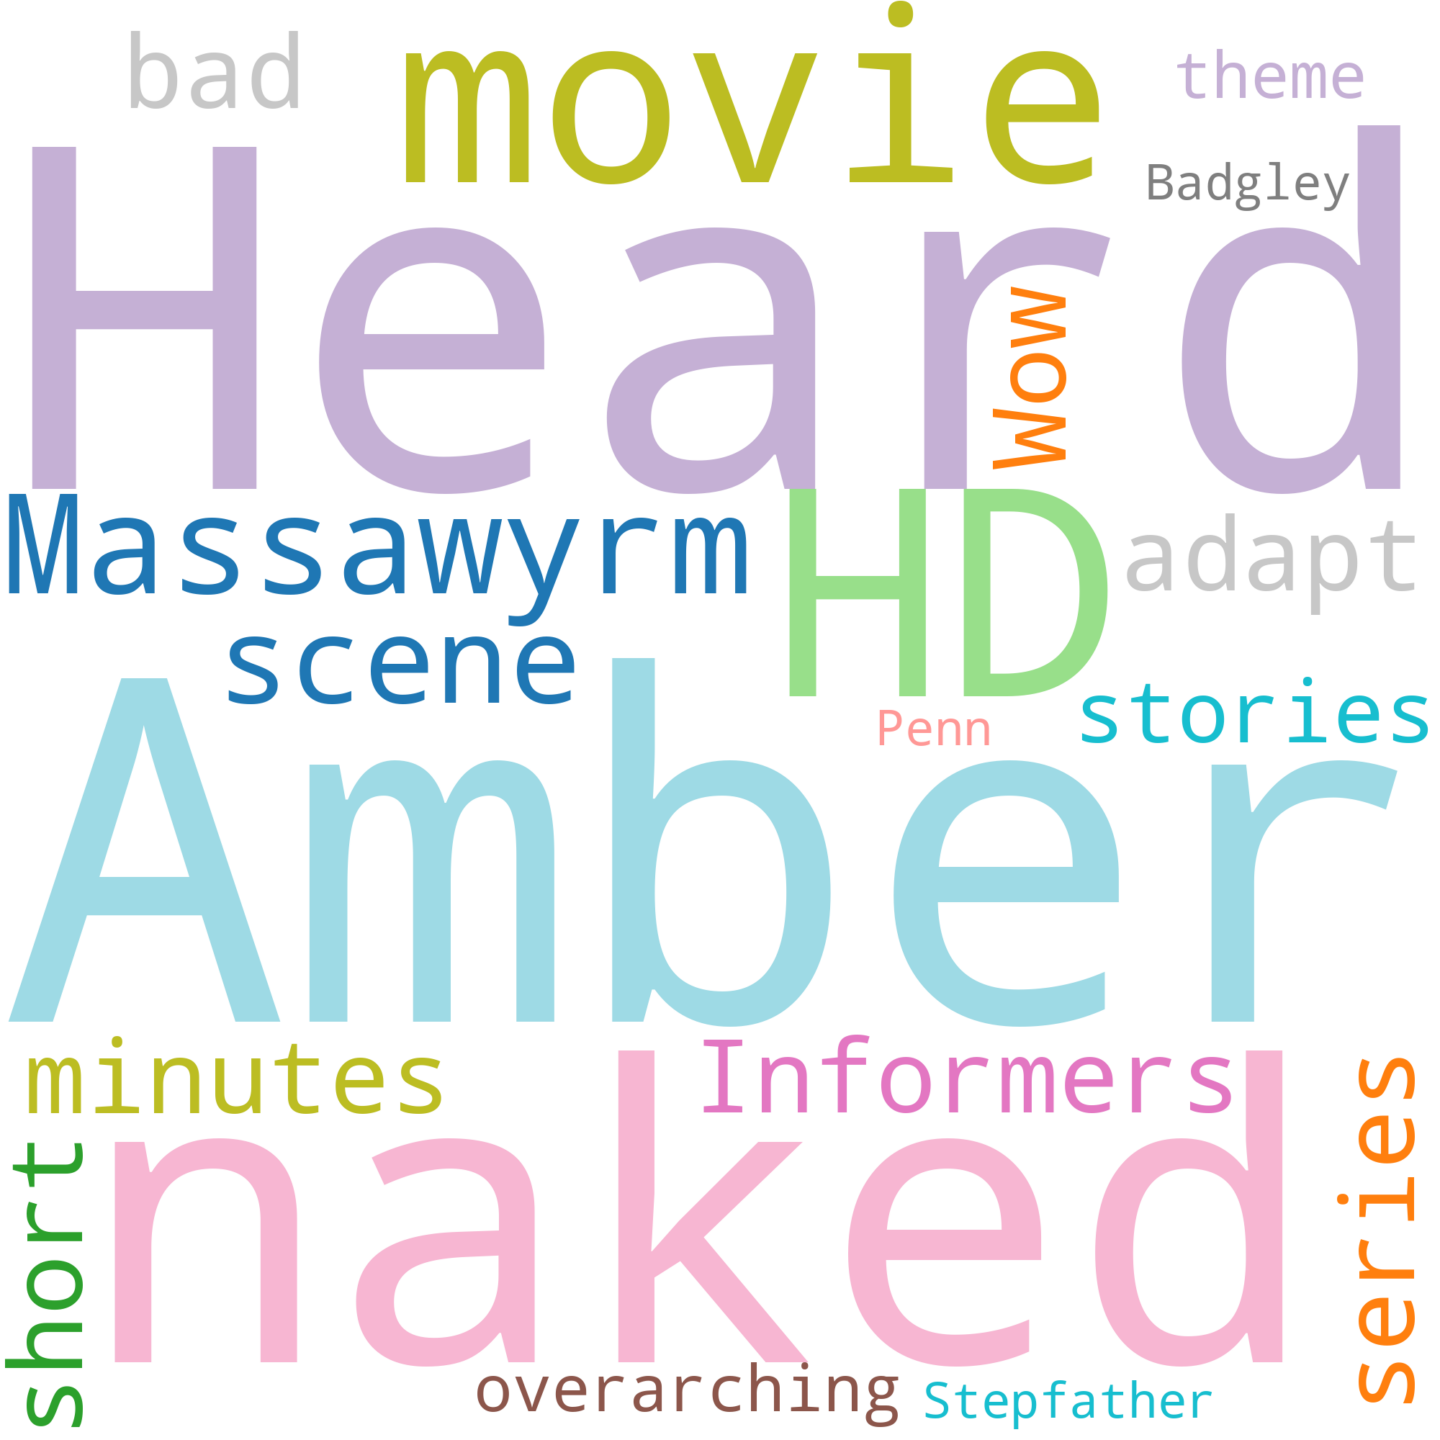 bad
movie
theme
Badgley
Heard
Wow
Massawyrm
HD
adapt
scene
Penn
stories
Amber
minutes
Informers
series
short
naked
overarching
Stepfather